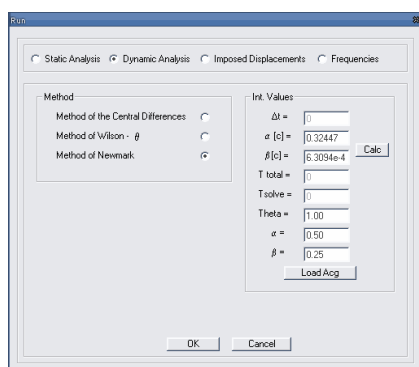 Run
Static Analysis Dynamic Analysis Imposed Displacements Frequencies
Method
Method of the Central Differences
Method of Wilson - θ
Method of Newmark
Int. Values
Δt = 0
α [c] = 0.32447
β [c] = 6.3094e-4
Calc
T total = 0
Tsolve = 0
Theta = 1.00
α = 0.50
β = 0.25
Load Acg
OK Cancel